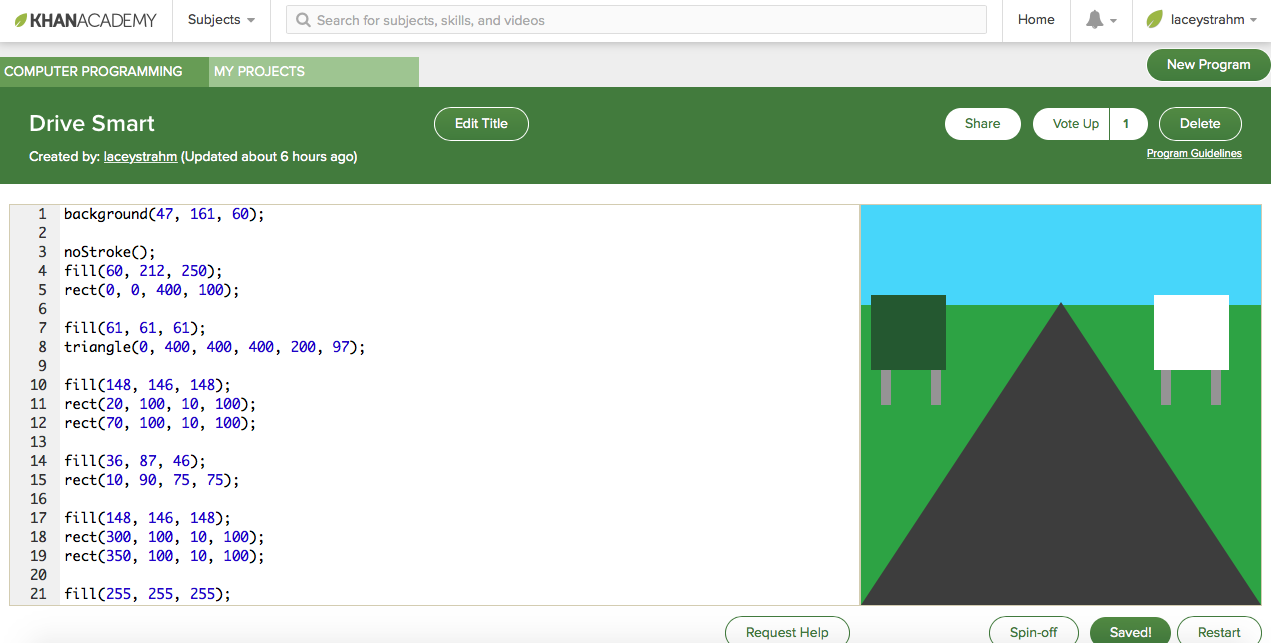 KHANACADEMY
Subjects
Search for subjects, skills, and videos
Home
laceystrahm
COMPUTER PROGRAMMING
MY PROJECTS
New Program
Drive Smart
Edit Title
Share
Vote Up
1
Delete
Created by: laceystrahm (Updated about 6 hours ago)
Program Guidelines
1 background(47, 161, 60);
2
3 noStroke();
4 fill(60, 212, 250);
5 rect(0, 0, 400, 100);
6
7 fill(61, 61, 61);
8 triangle(0, 400, 400, 400, 200, 97);
9
10 fill(148, 146, 148);
11 rect(20, 100, 10, 100);
12 rect(70, 100, 10, 100);
13
14 fill(36, 87, 46);
15 rect(10, 90, 75, 75);
16
17 fill(148, 146, 148);
18 rect(300, 100, 10, 100);
19 rect(350, 100, 10, 100);
20
21 fill(255, 255, 255);
Request Help
Spin-off
Saved!
Restart